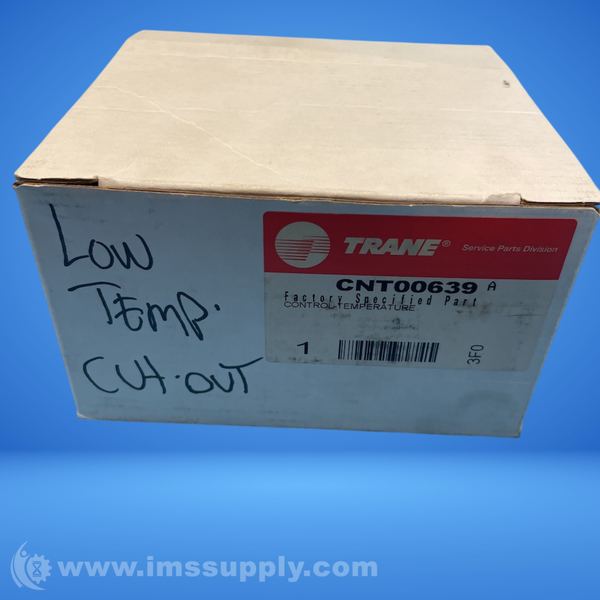 LOW
TEMP.
CUT-OUT
TRANE® Service Parts Division
CNT00639 A
Factory Specified Part
CONTROL-TEMPERATURE
1
3F0
www.imssupply.com